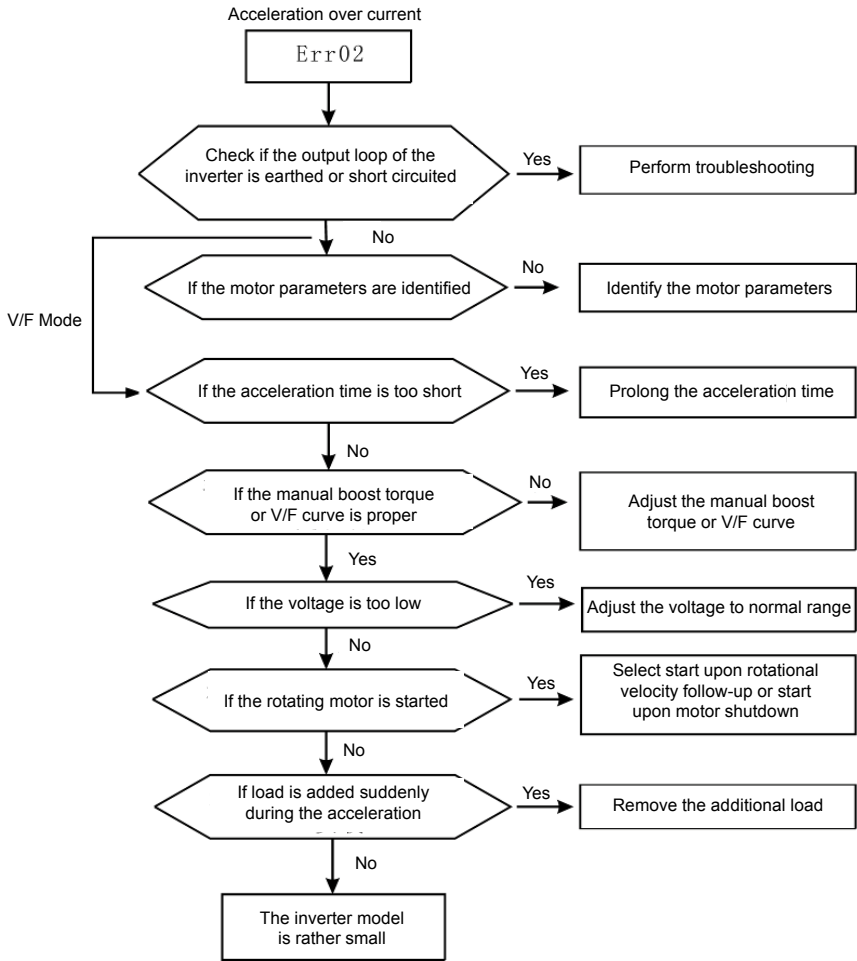 Acceleration over current
Err02
Check if the output loop of the
inverter is earthed or short circuited
Yes
Perform troubleshooting
No
If the motor parameters are identified
No
Identify the motor parameters
V/F Mode
If the acceleration time is too short
Yes
Prolong the acceleration time
No
If the manual boost torque
or V/F curve is proper
No
Adjust the manual boost
torque or V/F curve
Yes
If the voltage is too low
Yes
Adjust the voltage to normal range
No
If the rotating motor is started
Yes
Select start upon rotational
velocity follow-up or start
upon motor shutdown
No
If load is added suddenly
during the acceleration
Yes
Remove the additional load
No
The inverter model
is rather small